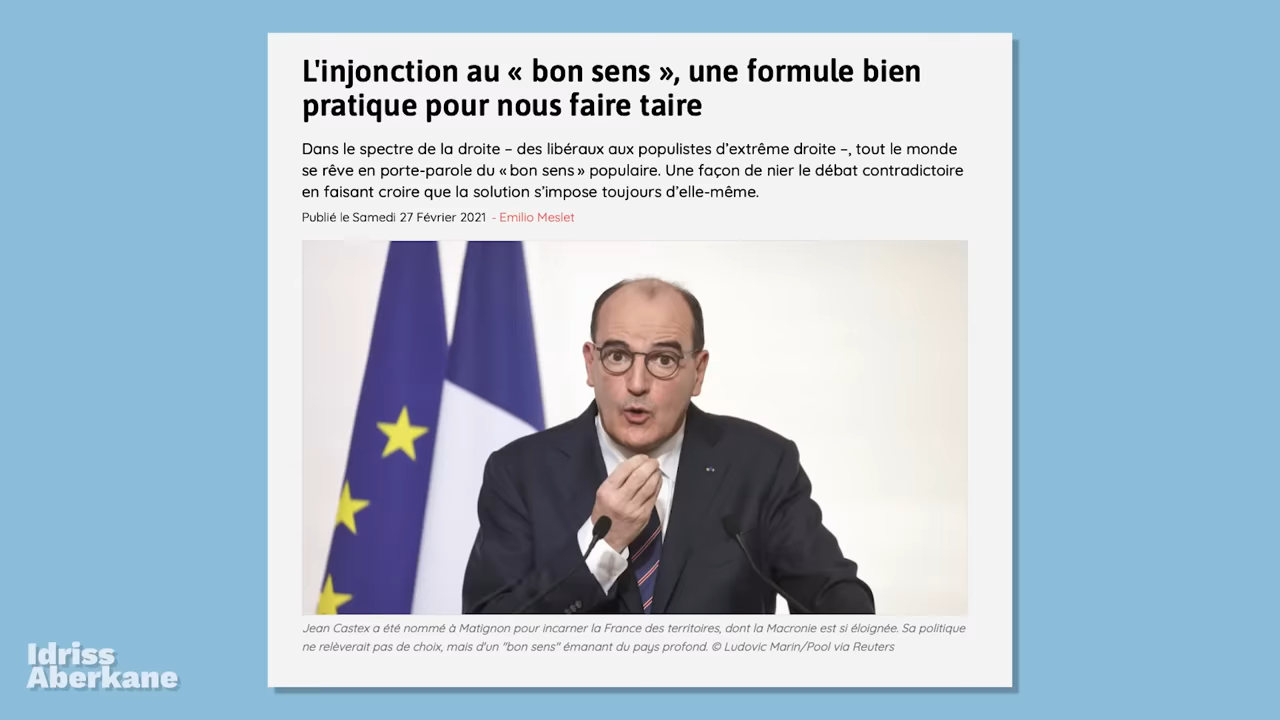 L'injonction au « bon sens », une formule bien
pratique pour nous faire taire
Dans le spectre de la droite – des libéraux aux populistes d'extrême droite –, tout le monde
se rêve en porte-parole du « bon sens » populaire. Une façon de nier le débat contradictoire
en faisant croire que la solution s'impose toujours d'elle-même.
Publié le Samedi 27 Février 2021 - Emilio Meslet
Jean Castex a été nommé à Matignon pour incarner la France des territoires, dont la Macronie est si éloignée. Sa politique
ne relèverait pas de choix, mais d'un "bon sens" émanant du pays profond. © Ludovic Marin/Pool via Reuters
Idriss
Aberkane